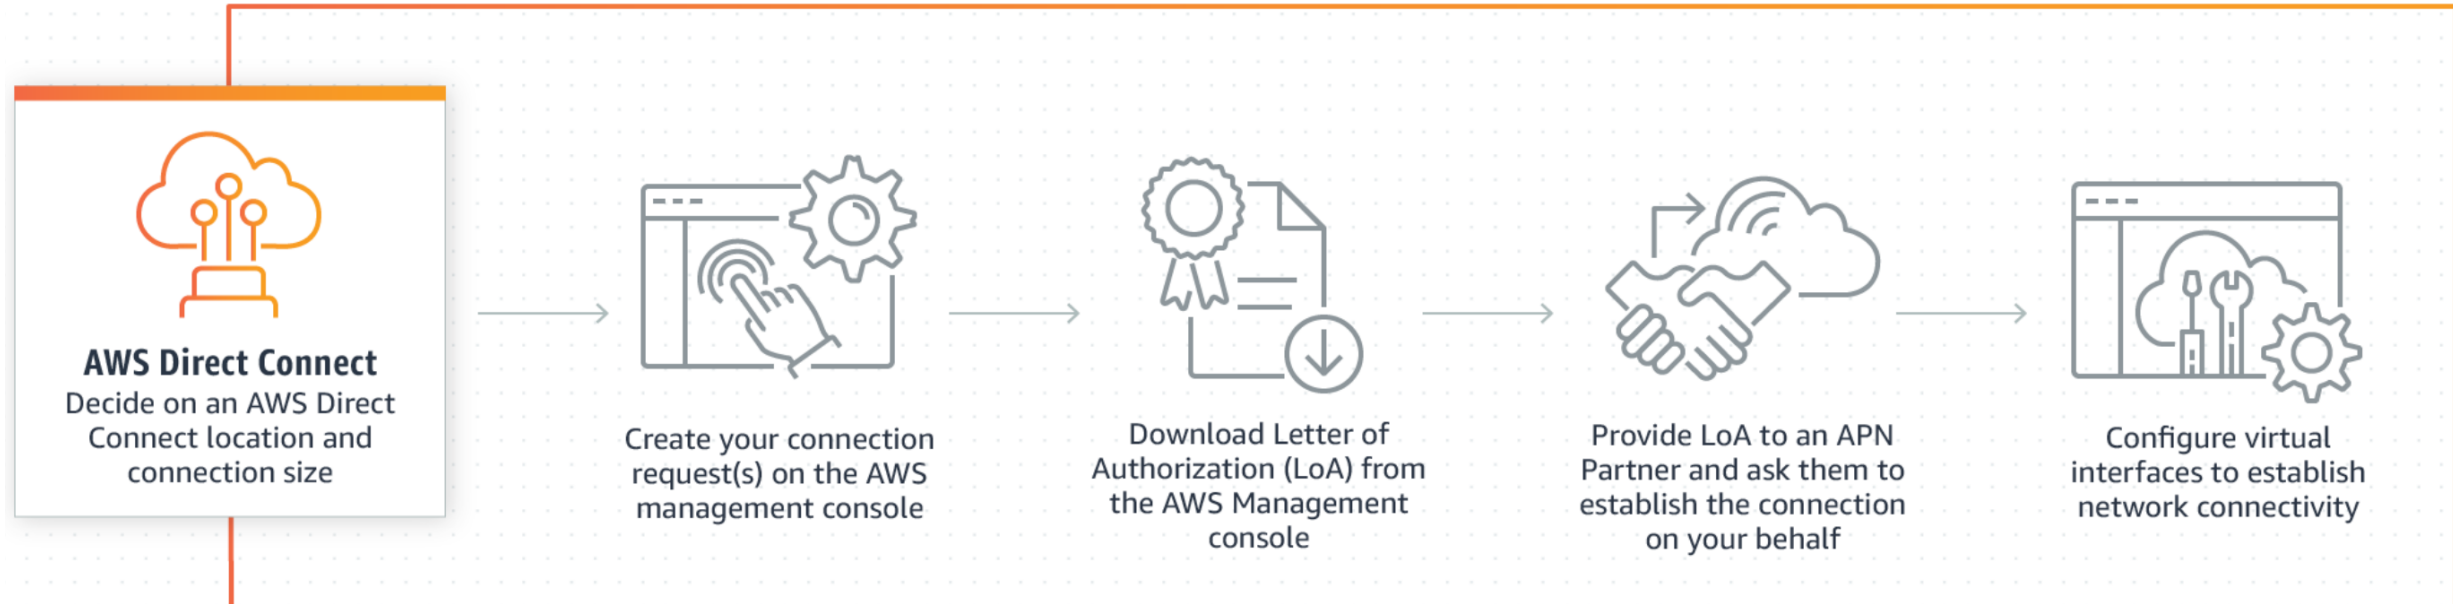 AWS Direct Connect
Decide on an AWS Direct
Connect location and
connection size
Create your connection
request(s) on the AWS
management console
Download Letter of
Authorization (LoA) from
the AWS Management
console
Provide LoA to an APN
Partner and ask them to
establish the connection
on your behalf
Configure virtual
interfaces to establish
network connectivity